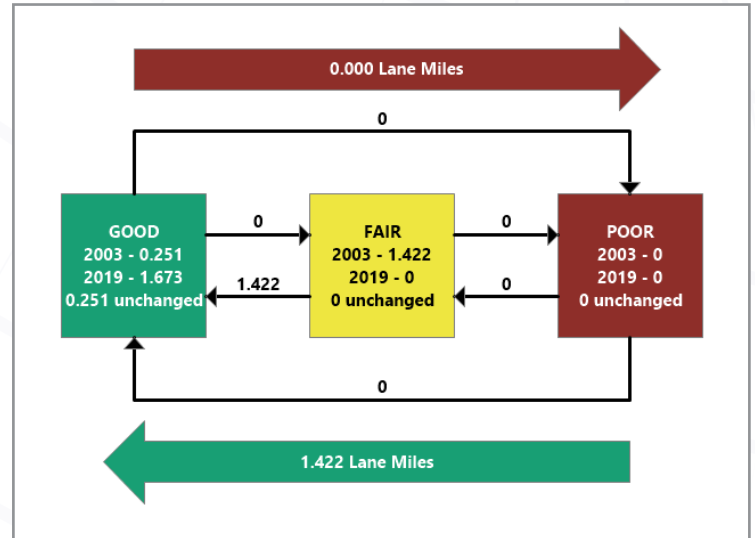 0.000 Lane Miles
0
GOOD
2003 - 0.251
2019 - 1.673
0.251 unchanged
0
1.422
FAIR
2003 - 1.422
2019 - 0
0 unchanged
0
0
POOR
2003 - 0
2019 - 0
0 unchanged
0
1.422 Lane Miles